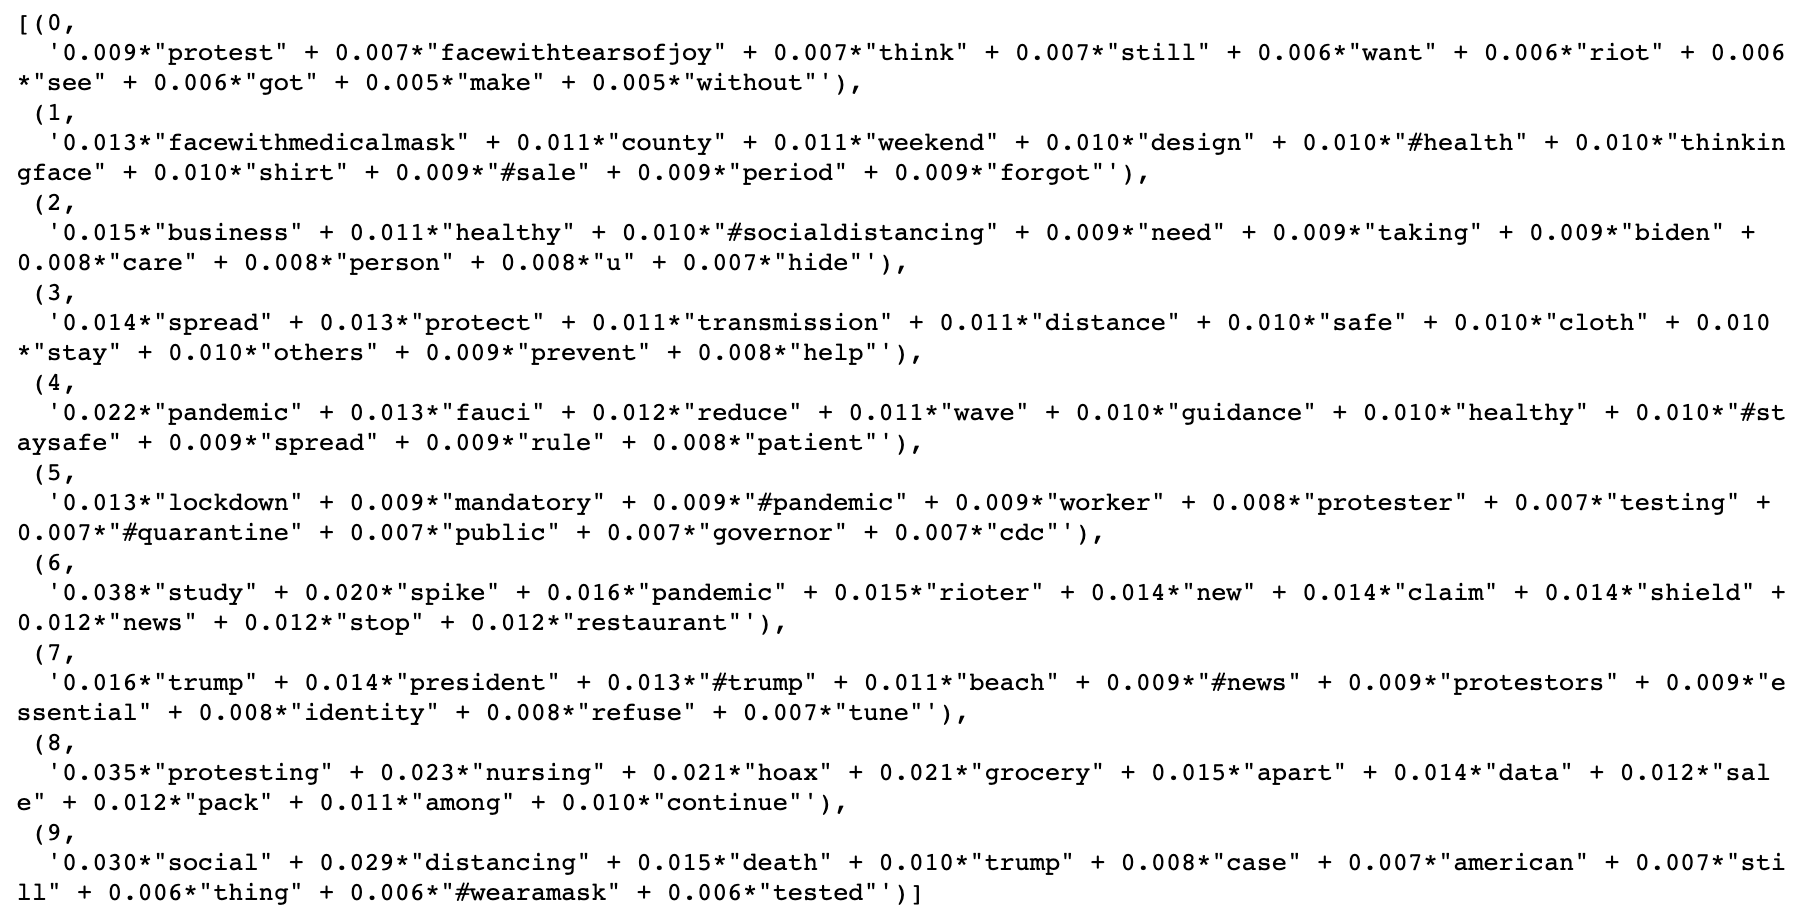 [(0,
'0.009*"protest" + 0.007*"facewithtearsofjoy" + 0.007*"think" + 0.007*"still" + 0.006*"want" + 0.006*"riot" + 0.006
*"see" + 0.006*"got" + 0.005*"make" + 0.005*"without"'),
(1,
'0.013*"facewithmedicalmask" + 0.011*"county" + 0.011*"weekend" + 0.010*"design" + 0.010*"#health" + 0.010*"thinkin
gface" + 0.010*"shirt" + 0.009*"#sale" + 0.009*"period" + 0.009*"forgot"'),
(2,
'0.015*"business" + 0.011*"healthy" + 0.010*"#socialdistancing" + 0.009*"need" + 0.009*"taking" + 0.009*"biden" +
0.008*"care" + 0.008*"person" + 0.008*"u" + 0.007*"hide"'),
(3,
'0.014*"spread" + 0.013*"protect" + 0.011*"transmission" + 0.011*"distance" + 0.010*"safe" + 0.010*"cloth" + 0.010
*"stay" + 0.010*"others" + 0.009*"prevent" + 0.008*"help"'),
(4,
'0.022*"pandemic" + 0.013*"fauci" + 0.012*"reduce" + 0.011*"wave" + 0.010*"guidance" + 0.010*"healthy" + 0.010*"#st
aysafe" + 0.009*"spread" + 0.009*"rule" + 0.008*"patient"'),
(5,
'0.013*"lockdown" + 0.009*"mandatory" + 0.009*"#pandemic" + 0.009*"worker" + 0.008*"protester" + 0.007*"testing" +
0.007*"#quarantine" + 0.007*"public" + 0.007*"governor" + 0.007*"cdc"'),
(6,
'0.038*"study" + 0.020*"spike" + 0.016*"pandemic" + 0.015*"rioter" + 0.014*"new" + 0.014*"claim" + 0.014*"shield" +
0.012*"news" + 0.012*"stop" + 0.012*"restaurant"'),
(7,
'0.016*"trump" + 0.014*"president" + 0.013*"#trump" + 0.011*"beach" + 0.009*"#news" + 0.009*"protestors" + 0.009*"e
ssential" + 0.008*"identity" + 0.008*"refuse" + 0.007*"tune"'),
(8,
'0.035*"protesting" + 0.023*"nursing" + 0.021*"hoax" + 0.021*"grocery" + 0.015*"apart" + 0.014*"data" + 0.012*"sal
e" + 0.012*"pack" + 0.011*"among" + 0.010*"continue"'),
(9,
'0.030*"social" + 0.029*"distancing" + 0.015*"death" + 0.010*"trump" + 0.008*"case" + 0.007*"american" + 0.007*"sti
ll" + 0.006*"thing" + 0.006*"#wearamask" + 0.006*"tested"')]